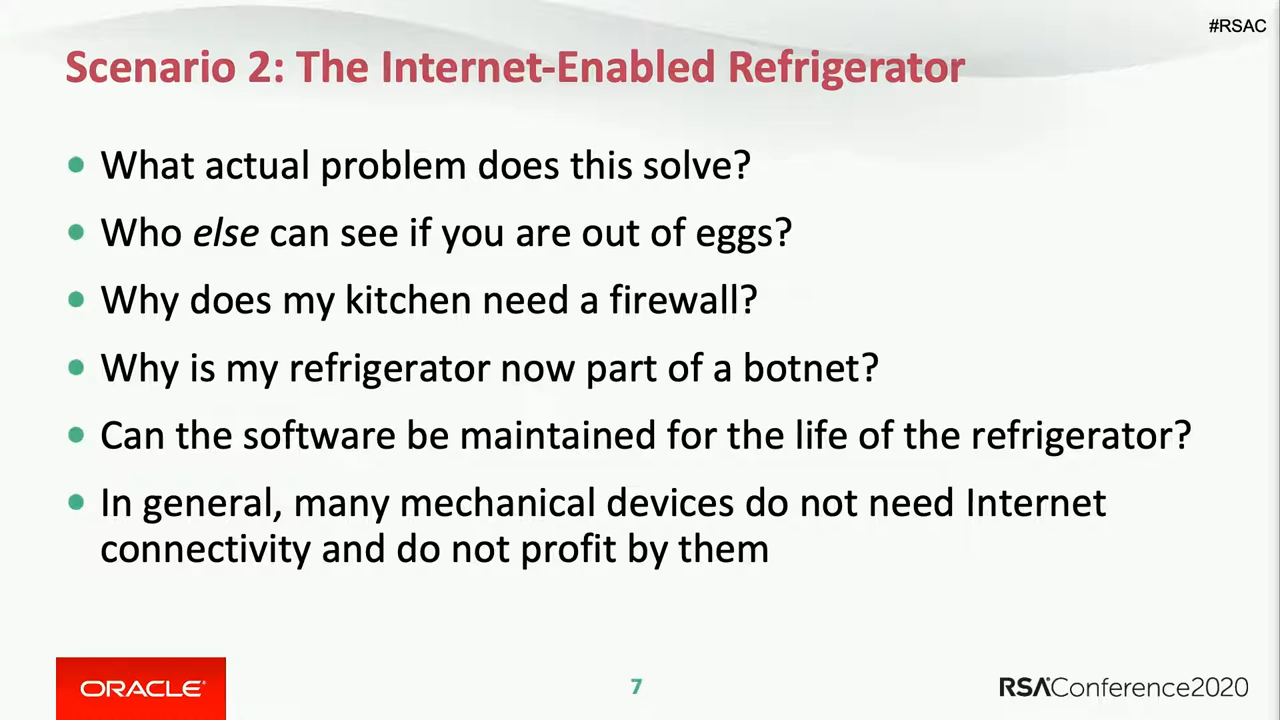 #RSAC
Scenario 2: The Internet-Enabled Refrigerator
• What actual problem does this solve?
• Who else can see if you are out of eggs?
• Why does my kitchen need a firewall?
• Why is my refrigerator now part of a botnet?
• Can the software be maintained for the life of the refrigerator?
• In general, many mechanical devices do not need Internet
connectivity and do not profit by them
ORACLE
7
RSAConference2020